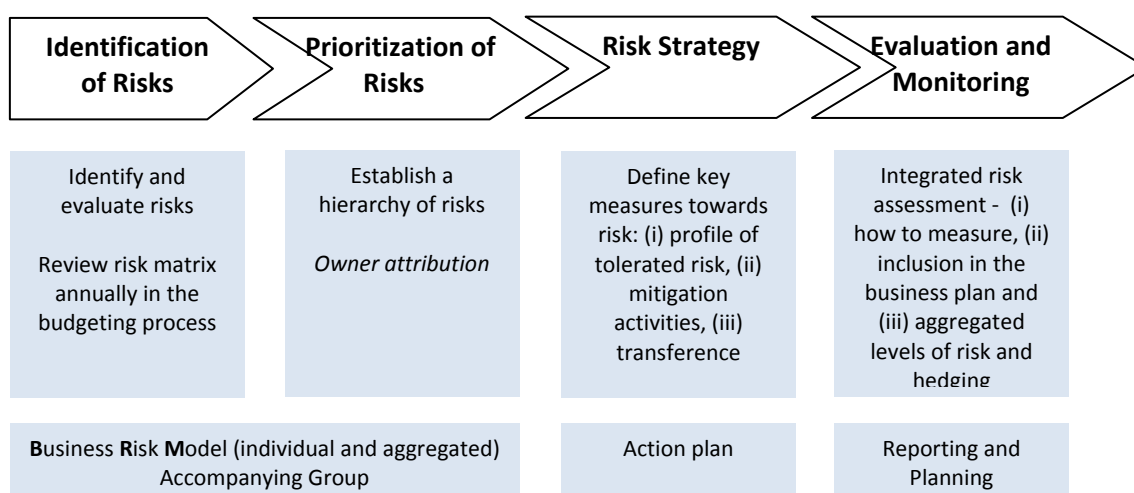 Identification
of Risks
Prioritization of
Risks
Risk Strategy
Evaluation and
Monitoring
Identify and
evaluate risks
Review risk matrix
annually in the
budgeting process
Establish a
hierarchy of risks
Owner attribution
Define key
measures towards
risk: (i) profile of
tolerated risk, (ii)
mitigation
activities, (iii)
transference
Integrated risk
assessment - (i)
how to measure, (ii)
inclusion in the
business plan and
(iii) aggregated
levels of risk and
hedging
Business Risk Model (individual and aggregated)
Accompanying Group
Action plan
Reporting and
Planning